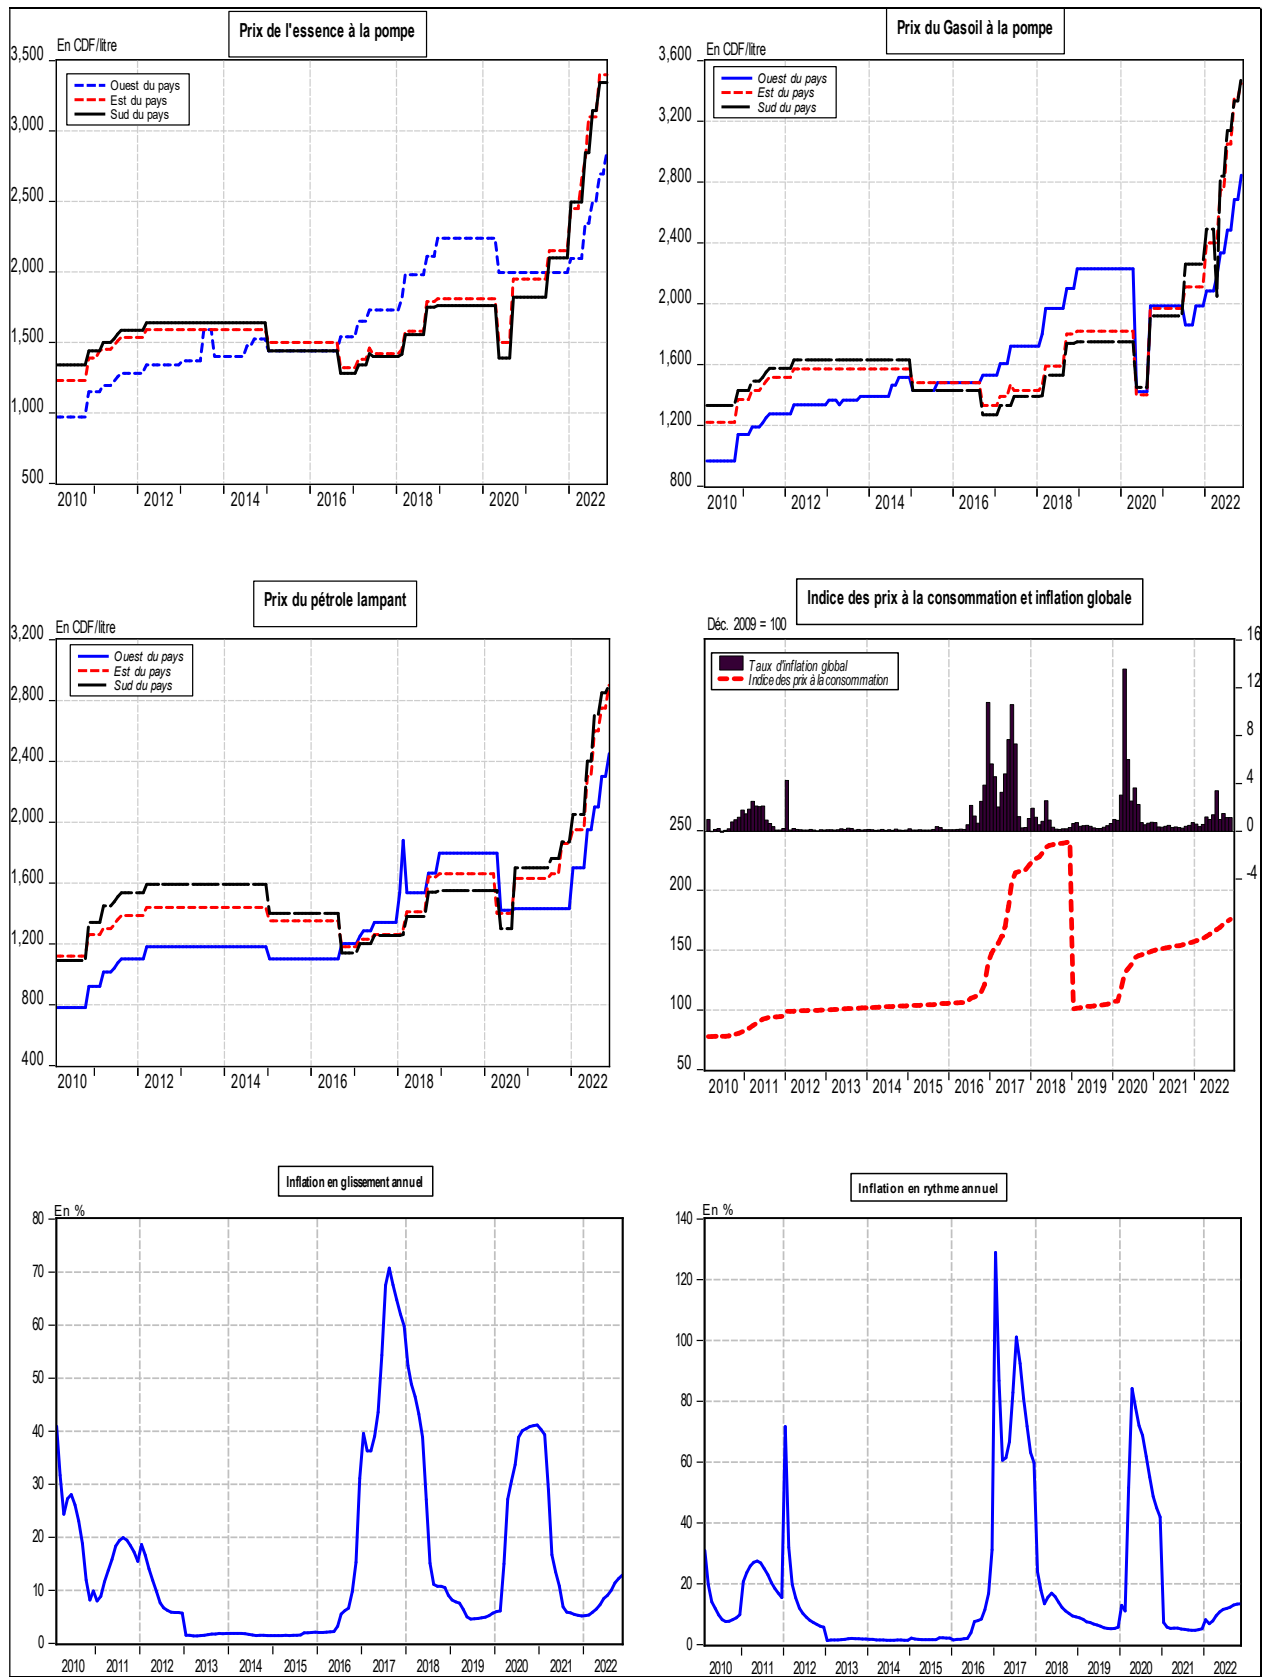 Prix de l'essence à la pompe
En CDF/litre
3,500
3,000
2,500
2,000
1,500
1,000
500
Ouest du pays
Est du pays
Sud du pays
2010 2012 2014 2016 2018 2020 2022
Prix du Gasoil à la pompe
En CDF/litre
3,600
3,200
2,800
2,400
2,000
1,600
1,200
800
Ouest du pays
Est du pays
Sud du pays
2010 2012 2014 2016 2018 2020 2022
Prix du pétrole lampant
En CDF/litre
3,200
2,800
2,400
2,000
1,600
1,200
800
400
Ouest du pays
Est du pays
Sud du pays
2010 2012 2014 2016 2018 2020 2022
Indice des prix à la consommation et inflation globale
Déc. 2009 = 100
Taux d'inflation global
Indice des prix à la consommation
16
12
8
4
0
-4
250
200
150
100
50
2010 2011 2012 2013 2014 2015 2016 2017 2018 2019 2020 2021 2022
Inflation en glissement annuel
En %
80
70
60
50
40
30
20
10
0
2010 2011 2012 2013 2014 2015 2016 2017 2018 2019 2020 2021 2022
Inflation en rythme annuel
En %
140
120
100
80
60
40
20
0
2010 2011 2012 2013 2014 2015 2016 2017 2018 2019 2020 2021 2022